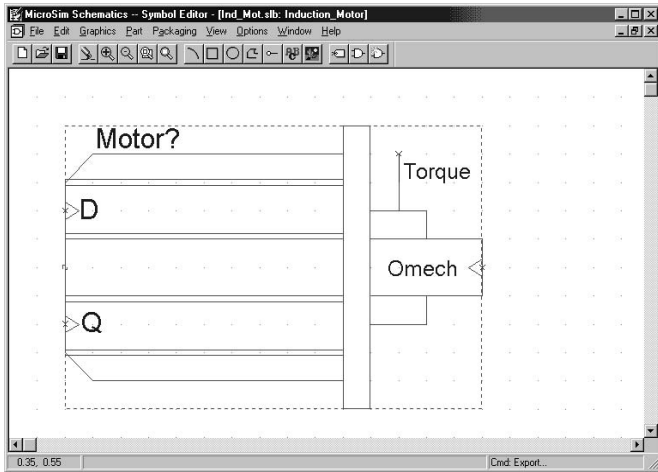 MicroSim Schematics -- Symbol Editor - [Ind_Mot.slb: Induction_Motor]
File Edit Graphics Part Packaging View Options Window Help
Motor?
Torque
D
Omech
Q
0.35, 0.55 Cmd: Export...